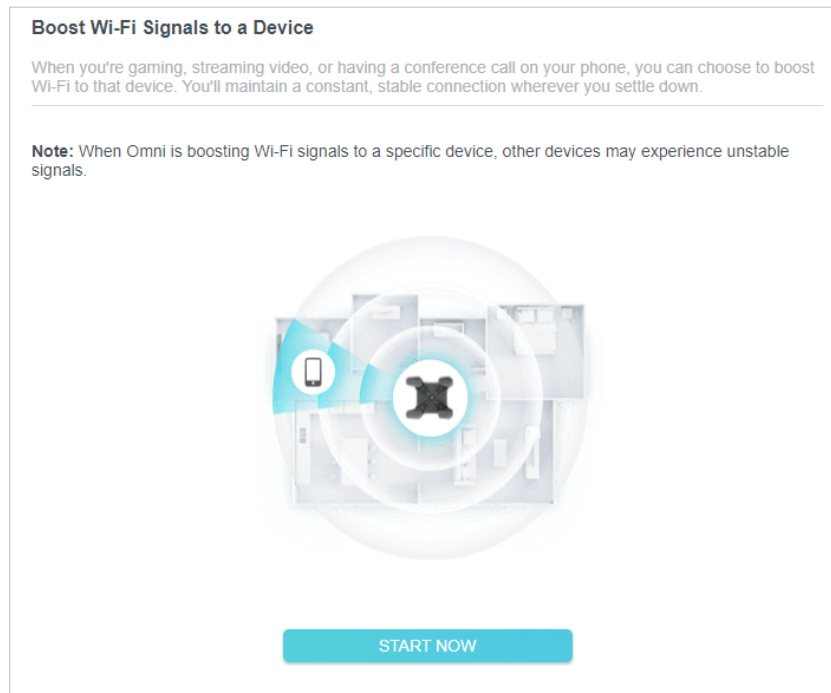 Boost Wi-Fi Signals to a Device
When you're gaming, streaming video, or having a conference call on your phone, you can choose to boost
Wi-Fi to that device. You'll maintain a constant, stable connection wherever you settle down.
Note: When Omni is boosting Wi-Fi signals to a specific device, other devices may experience unstable
signals.
START NOW